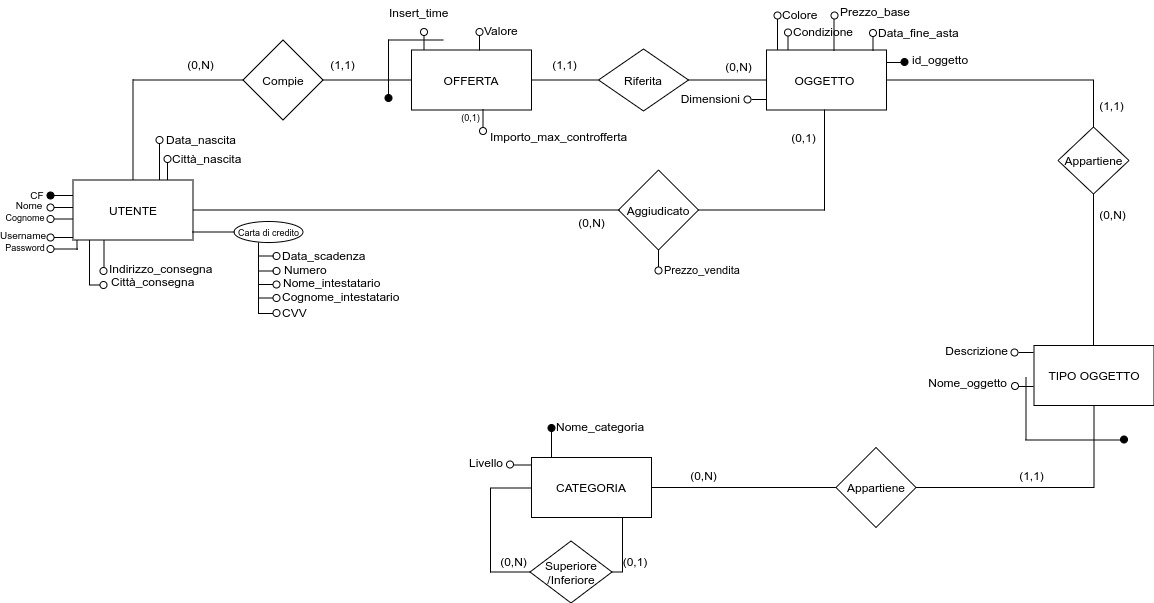 Insert_time
Valore
Colore
Prezzo_base
Condizione
Data_fine_asta
id_oggetto
(0,N)
Compie
(1,1)
OFFERTA
(1,1)
Riferita
(0,N)
OGGETTO
Dimensioni
(0,1)
Importo_max_controfferta
(0,1)
(1,1)
Appartiene
(0,N)
Data_nascita
Città_nascita
CF
Nome
Cognome
Username
Password
UTENTE
Indirizzo_consegna
Città_consegna
Carta di credito
Data_scadenza
Numero
Nome_intestatario
Cognome_intestatario
CVV
(0,N)
Aggiudicato
Prezzo_vendita
Descrizione
Nome_oggetto
TIPO OGGETTO
Nome_categoria
Livello
CATEGORIA
(0,N)
Appartiene
(1,1)
(0,N)
Superiore
/Inferiore
(0,1)